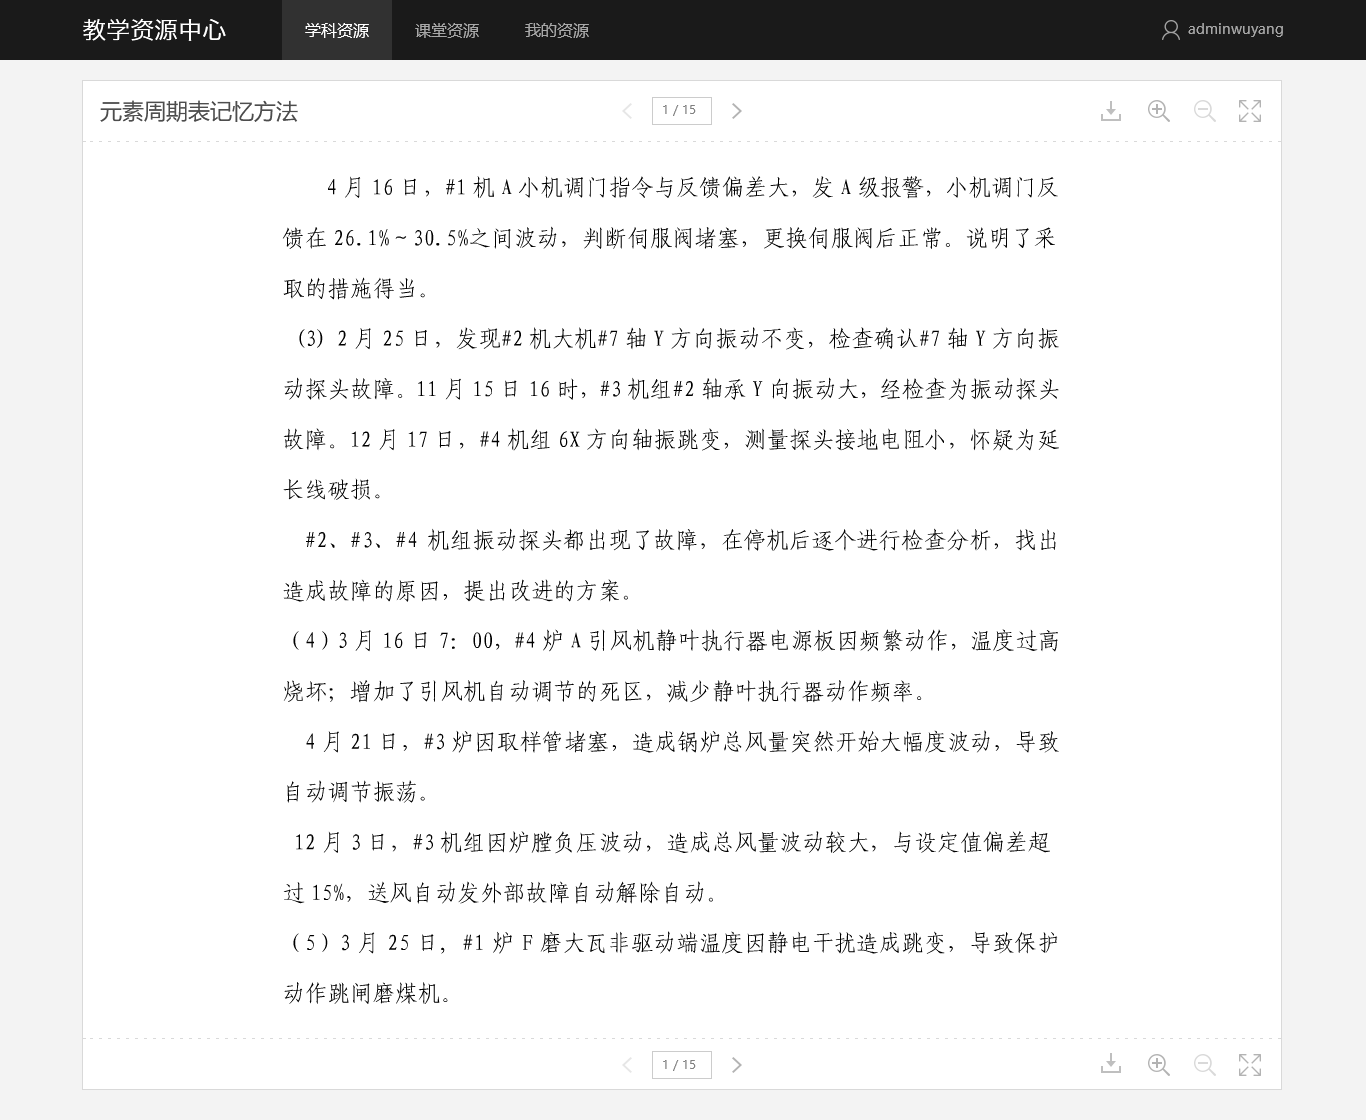 教学资源中心 学科资源 课堂资源 我的资源 adminwuyang
元素周期表记忆方法 1 / 15
4 月 16 日，#1 机 A 小机调门指令与反馈偏差大，发 A 级报警，小机调门反
馈在 26.1%～30.5%之间波动，判断伺服阀堵塞，更换伺服阀后正常。说明了采
取的措施得当。
(3) 2 月 25 日，发现#2 机大机#7 轴 Y 方向振动不变，检查确认#7 轴 Y 方向振
动探头故障。11 月 15 日 16 时，#3 机组#2 轴承 Y 向振动大，经检查为振动探头
故障。12 月 17 日，#4 机组 6X 方向轴振跳变，测量探头接地电阻小，怀疑为延
长线破损。
#2、#3、#4 机组振动探头都出现了故障，在停机后逐个进行检查分析，找出
造成故障的原因，提出改进的方案。
（4）3 月 16 日 7：00，#4 炉 A 引风机静叶执行器电源板因频繁动作，温度过高
烧坏；增加了引风机自动调节的死区，减少静叶执行器动作频率。
4 月 21 日，#3 炉因取样管堵塞，造成锅炉总风量突然开始大幅度波动，导致
自动调节振荡。
12 月 3 日，#3 机组因炉膛负压波动，造成总风量波动较大，与设定值偏差超
过 15%，送风自动发外部故障自动解除自动。
（5）3 月 25 日，#1 炉 F 磨大瓦非驱动端温度因静电干扰造成跳变，导致保护
动作跳闸磨煤机。
1 / 15